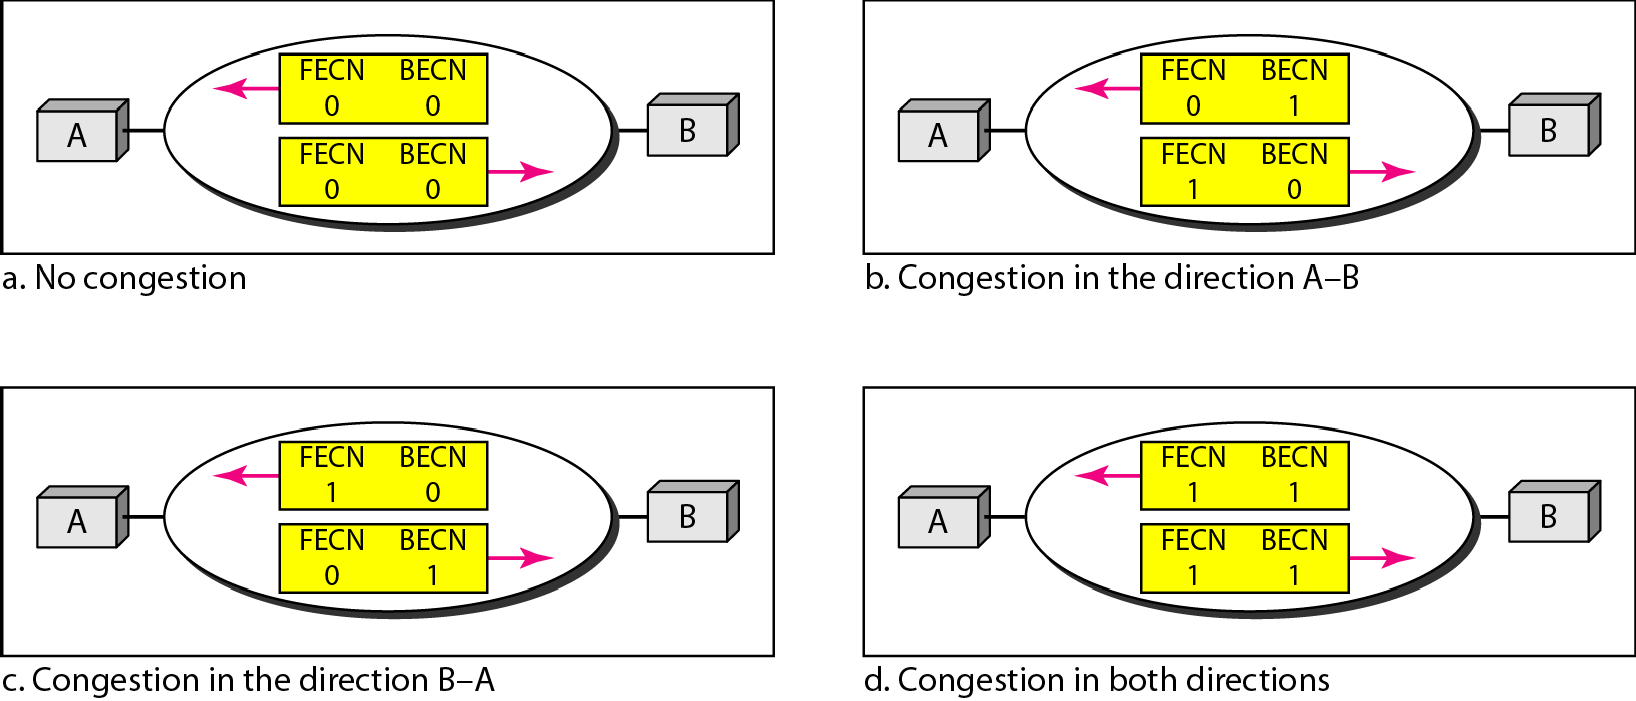 FECN BECN
0 0
A
B
FECN BECN
0 0
a. No congestion
FECN BECN
0 1
A
B
FECN BECN
1 0
b. Congestion in the direction A–B
FECN BECN
1 0
A
B
FECN BECN
0 1
c. Congestion in the direction B–A
FECN BECN
1 1
A
B
FECN BECN
1 1
d. Congestion in both directions